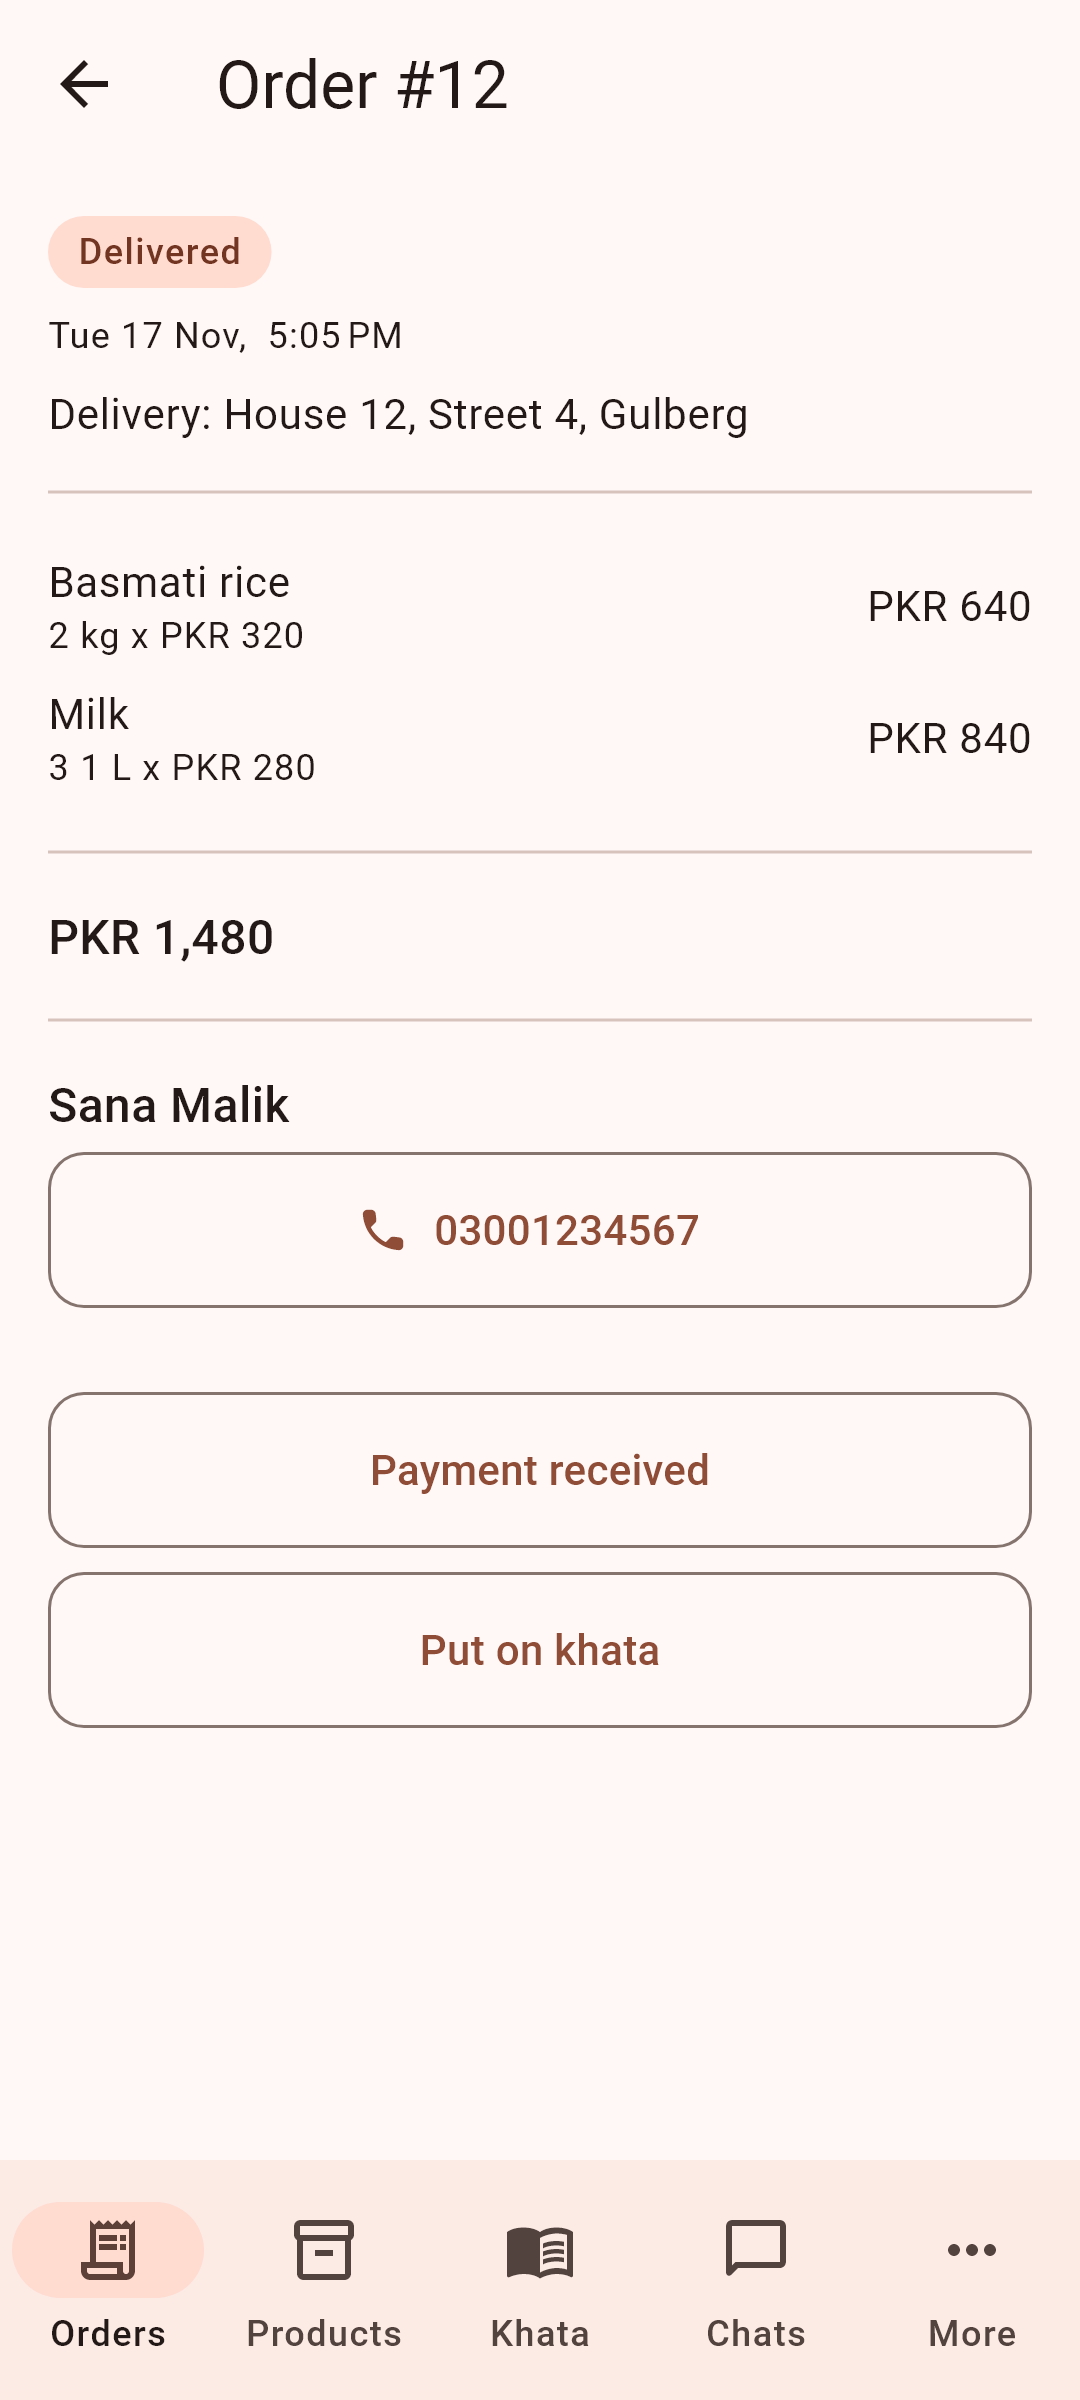 Order #12
Delivered
Tue 17 Nov, 5:05 PM
Delivery: House 12, Street 4, Gulberg
Basmati rice
2 kg x PKR 320
PKR 640
Milk
3 1 L x PKR 280
PKR 840
PKR 1,480
Sana Malik
03001234567
Payment received
Put on khata
Orders Products Khata Chats More